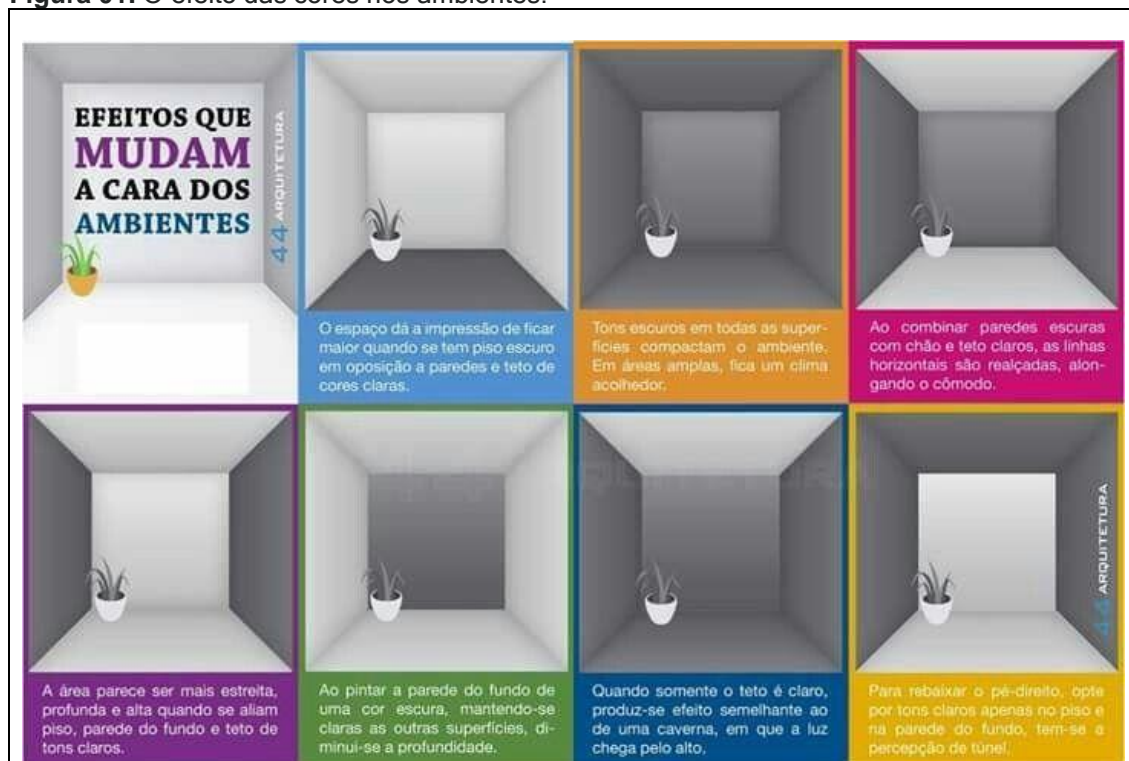 Figura 01. O efeito das cores nos ambientes.
EFEITOS QUE
MUDAM
A CARA DOS
AMBIENTES
44 ARQUITETURA
O espaço dá a impressão de ficar
maior quando se tem piso escuro
em oposição a paredes e teto de
cores claras.
Tons escuros em todas as super-
fícies compactam o ambiente.
Em áreas amplas, fica um clima
acolhedor.
Ao combinar paredes escuras
com chão e teto claros, as linhas
horizontais são realçadas, alon-
gando o cômodo.
A área parece ser mais estreita,
profunda e alta quando se aliam
piso, parede do fundo e teto de
tons claros.
Ao pintar a parede do fundo de
uma cor escura, mantendo-se
claras as outras superfícies, di-
minui-se a profundidade.
Quando somente o teto é claro,
produz-se efeito semelhante ao
de uma caverna, em que a luz
chega pelo alto.
44 ARQUITETURA
Para rebaixar o pé-direito, opte
por tons claros apenas no piso e
na parede do fundo, tem-se a
percepção de túnel.